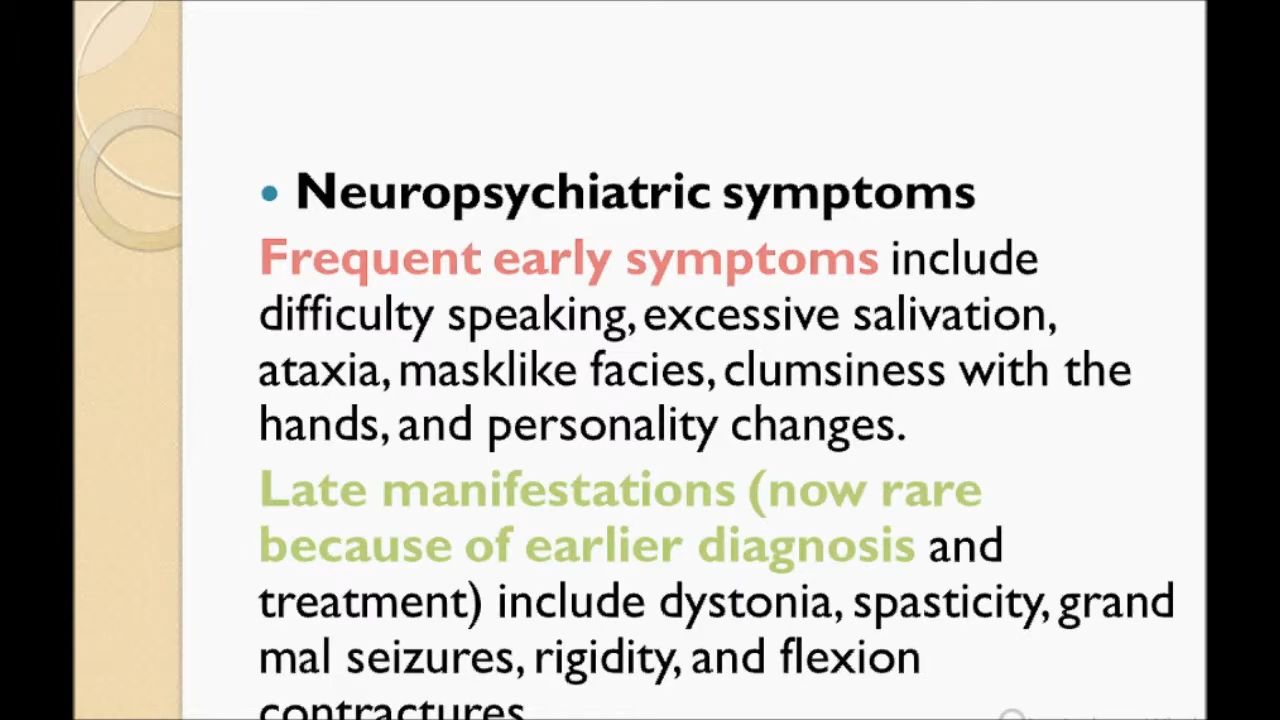 • Neuropsychiatric symptoms
Frequent early symptoms include
difficulty speaking, excessive salivation,
ataxia, masklike facies, clumsiness with the
hands, and personality changes.
Late manifestations (now rare
because of earlier diagnosis and
treatment) include dystonia, spasticity, grand
mal seizures, rigidity, and flexion
contractures.